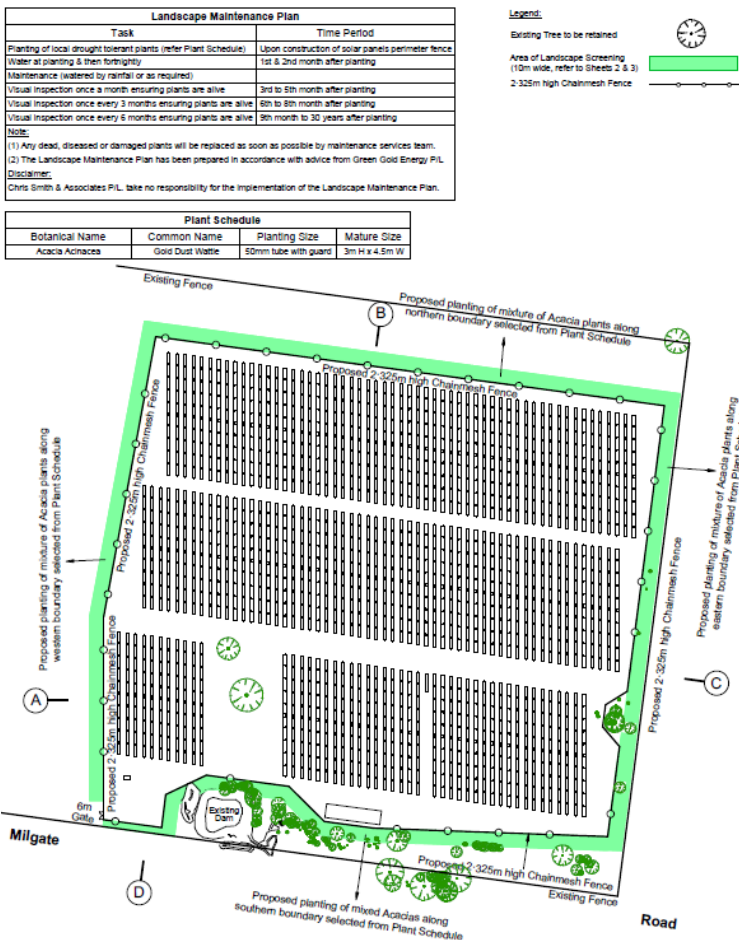 Landscape Maintenance Plan
Task Time Period
Planting of local drought tolerant plants (refer Plant Schedule) Upon construction of solar panels perimeter fence
Water at planting & then fortnightly 1st & 2nd month after planting
Maintenance (watered by rainfall or as required)
Visual inspection once a month ensuring plants are alive 3rd to 5th month after planting
Visual inspection once every 3 months ensuring plants are alive 6th to 8th month after planting
Visual inspection once every 6 months ensuring plants are alive 9th month to 30 years after planting
Note:
(1) Any dead, diseased or damaged plants will be replaced as soon as possible by maintenance services team.
(2) The Landscape Maintenance Plan has been prepared in accordance with advice from Green Gold Energy P/L
Disclaimer:
Chris Smith & Associates P/L. take no responsibility for the implementation of the Landscape Maintenance Plan.
Legend:
Existing Tree to be retained
Area of Landscape Screening
(10m wide, refer to Sheets 2 & 3)
2·325m high Chainmesh Fence
Plant Schedule
Botanical Name Common Name Planting Size Mature Size
Acacia Acinacea Gold Dust Wattle 50mm tube with guard 3m H x 4.5m W
Existing Fence
Proposed planting of mixture of Acacia plants along
northern boundary selected from Plant Schedule
B
Proposed 2·325m high Chainmesh Fence
Proposed 2·325m high Chainmesh Fence
Proposed planting of mixture of Acacia plants along
western boundary selected from Plant Schedule
Proposed planting of mixture of Acacia plants along
eastern boundary selected from Plant
Proposed 2·325m high Chainmesh Fence
A
C
Proposed 2·325m high Chainmesh Fence
6m
Gate
Existing
Dam
Milgate
D
Proposed 2·325m high Chainmesh Fence
Existing Fence
Proposed planting of mixed Acacias along
southern boundary selected from Plant Schedule
Road